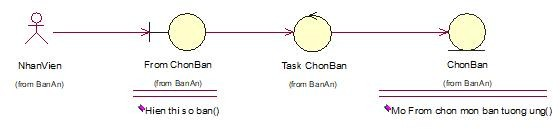 NhanVien
(from BanAn)
From ChonBan
(from BanAn)
Hien thi so ban()
Task ChonBan
(from BanAn)
ChonBan
(from BanAn)
Mo From chon mon ban tuong ung()